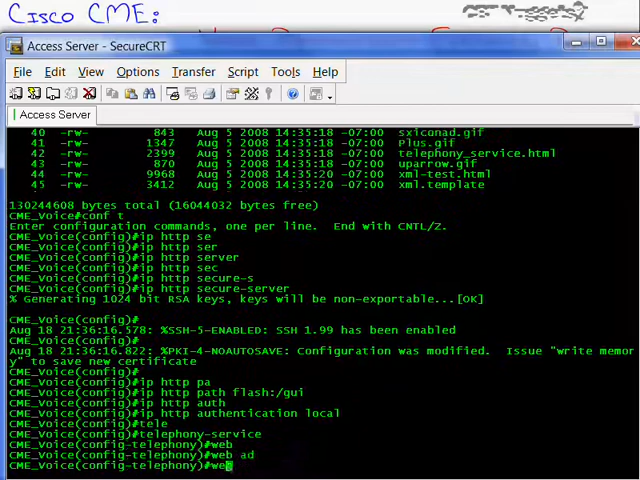 Cisco CME:
Access Server - SecureCRT
File Edit View Options Transfer Script Tools Help
Access Server
40 -rw- 843 Aug 5 2008 14:35:18 -07:00 sxiconad.gif
41 -rw- 1347 Aug 5 2008 14:35:18 -07:00 Plus.gif
42 -rw- 2399 Aug 5 2008 14:35:18 -07:00 telephony_service.html
43 -rw- 870 Aug 5 2008 14:35:18 -07:00 uparrow.gif
44 -rw- 9968 Aug 5 2008 14:35:20 -07:00 xml-test.html
45 -rw- 3412 Aug 5 2008 14:35:20 -07:00 xml.template
130244608 bytes total (16044032 bytes free)
CME_Voice#conf t
Enter configuration commands, one per line. End with CNTL/Z.
CME_Voice(config)#ip http se
CME_Voice(config)#ip http ser
CME_Voice(config)#ip http server
CME_Voice(config)#ip http sec
CME_Voice(config)#ip http secure-s
CME_Voice(config)#ip http secure-server
% Generating 1024 bit RSA keys, keys will be non-exportable...[OK]
CME_Voice(config)#
Aug 18 21:36:16.578: %SSH-5-ENABLED: SSH 1.99 has been enabled
CME_Voice(config)#
Aug 18 21:36:16.822: %PKI-4-NOAUTOSAVE: Configuration was modified. Issue "write memor
y" to save new certificate
CME_Voice(config)#
CME_Voice(config)#ip http pa
CME_Voice(config)#ip http path flash:/gui
CME_Voice(config)#ip http auth
CME_Voice(config)#ip http authentication local
CME_Voice(config)#tele
CME_Voice(config)#telephony-service
CME_Voice(config-telephony)#web
CME_Voice(config-telephony)#web ad
CME_Voice(config-telephony)#web